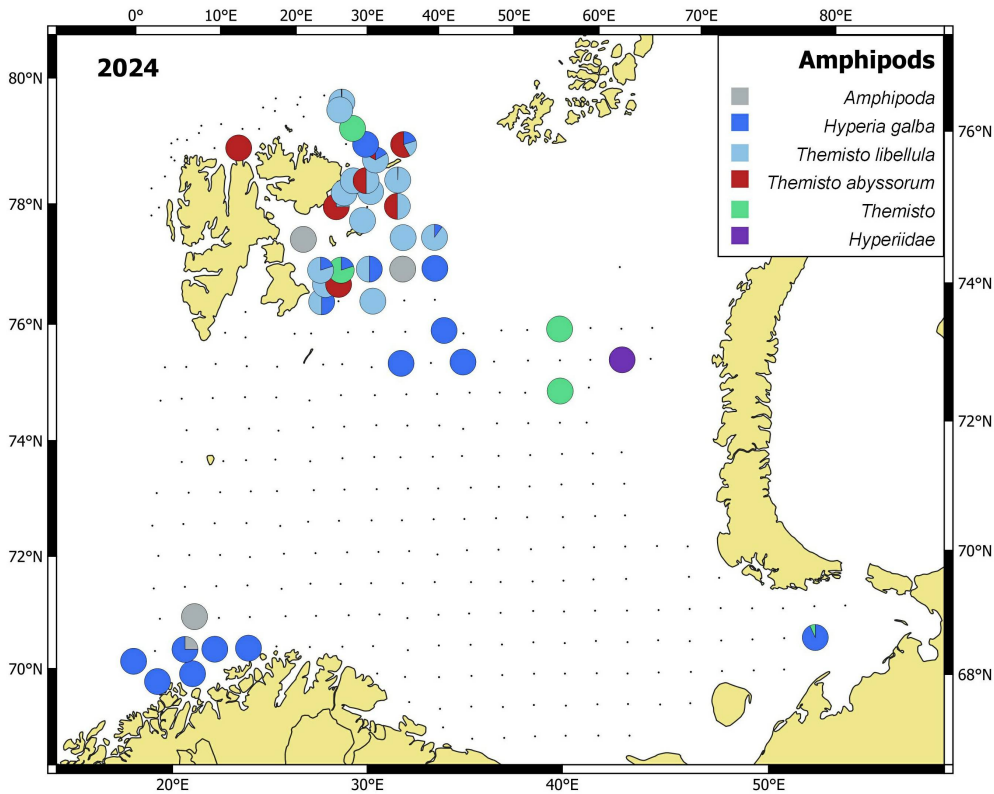 0° 10°E 20°E 30°E 40°E 50°E 60°E 70°E 80°E
2024
Amphipods
Amphipoda
Hyperia galba
Themisto libellula
Themisto abyssorum
Themisto
Hyperiidae
80°N
78°N
76°N
74°N
72°N
70°N
76°N
74°N
72°N
70°N
68°N
20°E 30°E 40°E 50°E